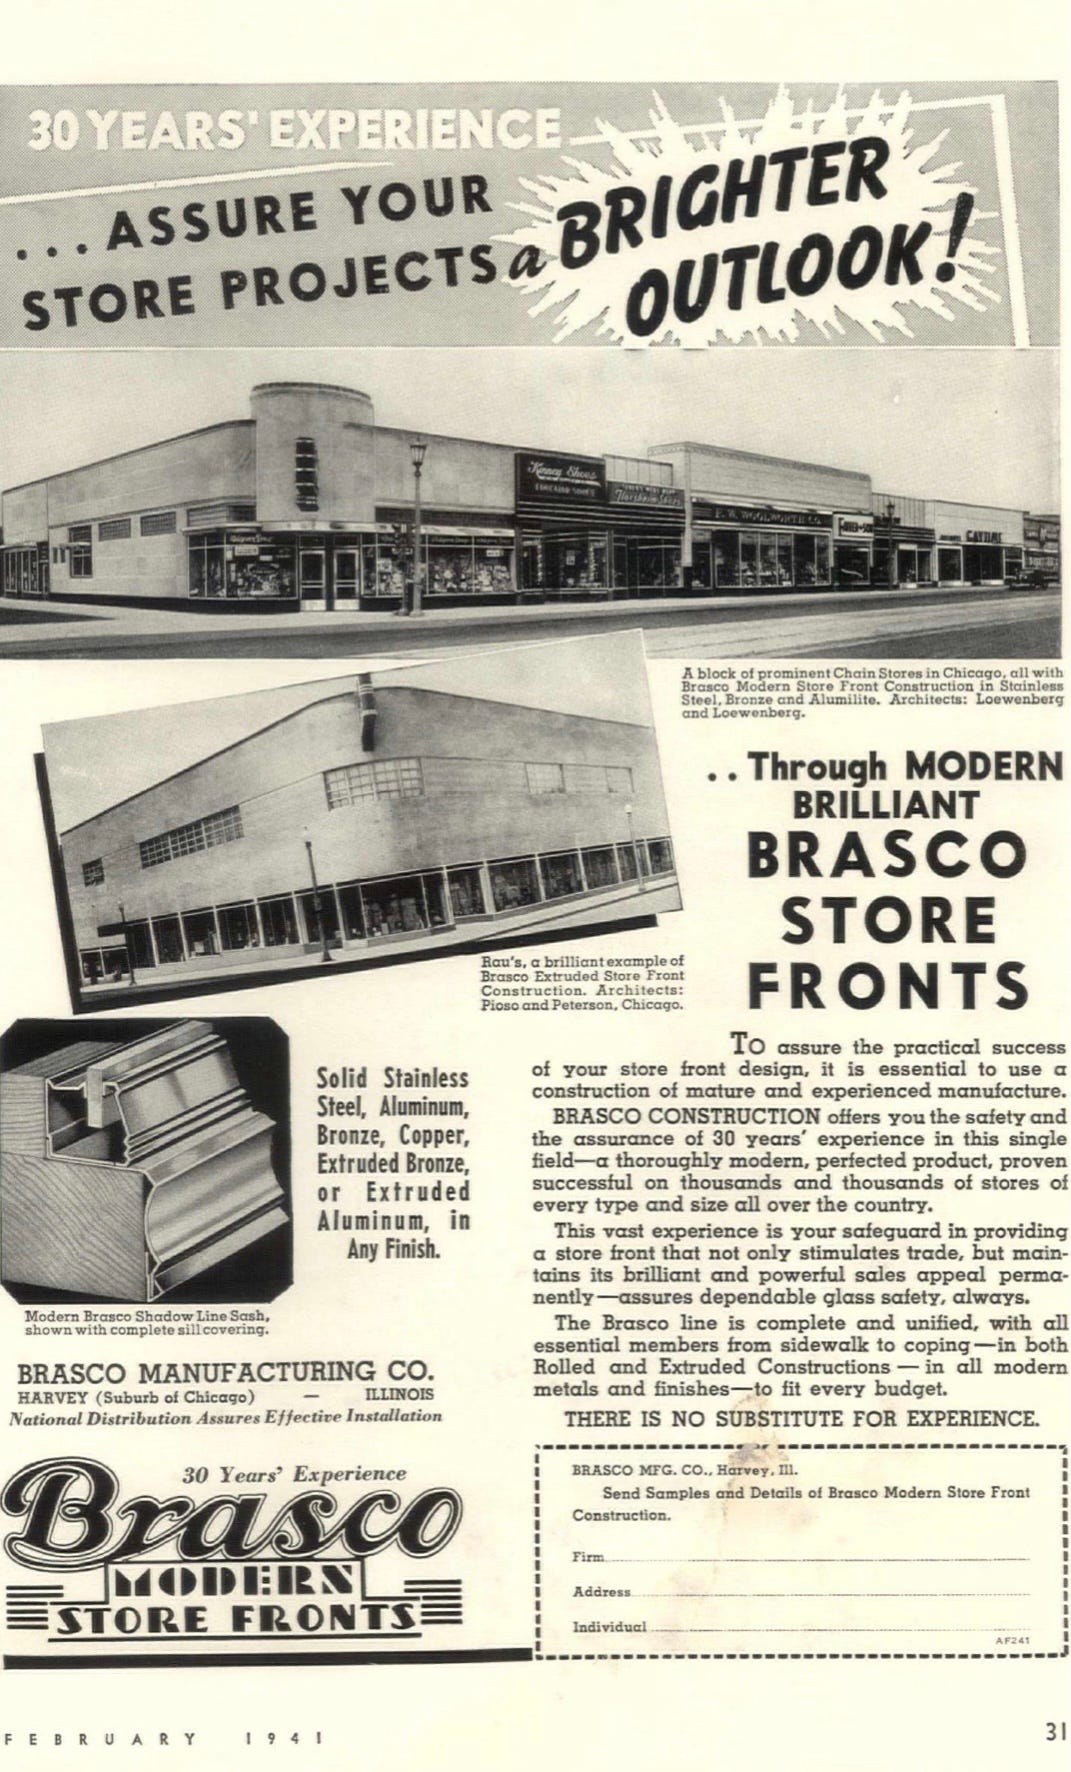 30 YEARS' EXPERIENCE
...ASSURE YOUR
STORE PROJECTS a BRIGHTER
OUTLOOK!
Kinney Shoes
EDUCATOR SHOES
Florsheim Shoes
F. W. WOOLWORTH CO.
GAYTIME
A block of prominent Chain Stores in Chicago, all with
Brasco Modern Store Front Construction in Stainless
Steel, Bronze and Alumilite. Architects: Loewenberg
and Loewenberg.
..Through MODERN
BRILLIANT
BRASCO
STORE
FRONTS
Rau's, a brilliant example of
Brasco Extruded Store Front
Construction. Architects:
Pioso and Peterson, Chicago.
Solid Stainless
Steel, Aluminum,
Bronze, Copper,
Extruded Bronze,
or Extruded
Aluminum, in
Any Finish.
Modern Brasco Shadow Line Sash,
shown with complete sill covering.
BRASCO MANUFACTURING CO.
HARVEY (Suburb of Chicago) — ILLINOIS
National Distribution Assures Effective Installation
30 Years' Experience
Brasco
MODERN
STORE FRONTS
TO assure the practical success
of your store front design, it is essential to use a
construction of mature and experienced manufacture.
BRASCO CONSTRUCTION offers you the safety and
the assurance of 30 years' experience in this single
field—a thoroughly modern, perfected product, proven
successful on thousands and thousands of stores of
every type and size all over the country.
This vast experience is your safeguard in providing
a store front that not only stimulates trade, but main-
tains its brilliant and powerful sales appeal perma-
nently—assures dependable glass safety, always.
The Brasco line is complete and unified, with all
essential members from sidewalk to coping—in both
Rolled and Extruded Constructions — in all modern
metals and finishes—to fit every budget.
THERE IS NO SUBSTITUTE FOR EXPERIENCE.
BRASCO MFG. CO., Harvey, Ill.
Send Samples and Details of Brasco Modern Store Front
Construction.
Firm
Address
Individual
AF241
FEBRUARY 1941
31